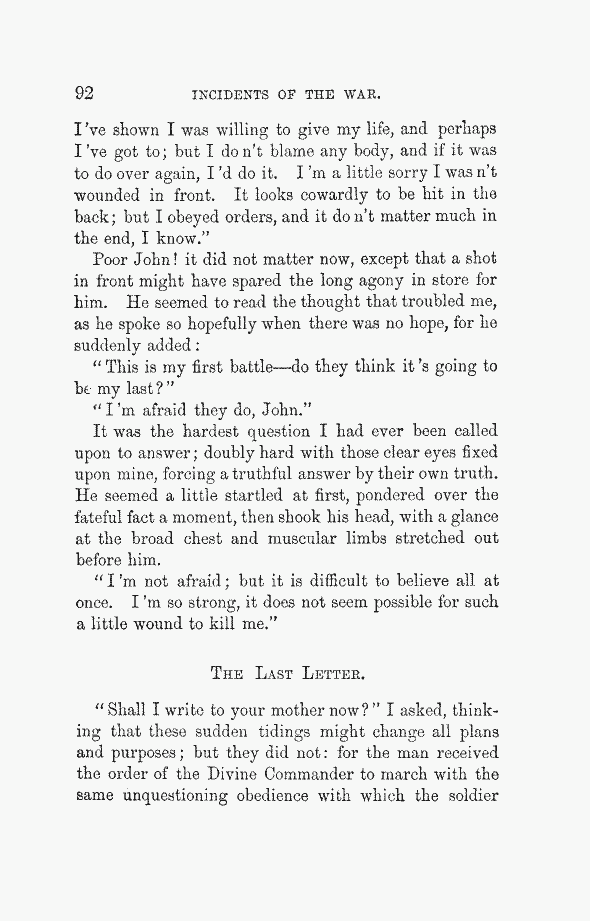 92 INCIDENTS OF THE WAR.
I've shown I was willing to give my life, and perhaps
I've got to; but I don't blame any body, and if it was
to do over again, I'd do it. I'm a little sorry I wasn't
wounded in front. It looks cowardly to be hit in the
back; but I obeyed orders, and it don't matter much in
the end, I know."
Poor John! it did not matter now, except that a shot
in front might have spared the long agony in store for
him. He seemed to read the thought that troubled me,
as he spoke so hopefully when there was no hope, for he
suddenly added:
"This is my first battle—do they think it's going to
be my last?"
"I'm afraid they do, John."
It was the hardest question I had ever been called
upon to answer; doubly hard with those clear eyes fixed
upon mine, forcing a truthful answer by their own truth.
He seemed a little startled at first, pondered over the
fateful fact a moment, then shook his head, with a glance
at the broad chest and muscular limbs stretched out
before him.
"I'm not afraid; but it is difficult to believe all at
once. I'm so strong, it does not seem possible for such
a little wound to kill me."
THE LAST LETTER.
"Shall I write to your mother now?" I asked, think-
ing that these sudden tidings might change all plans
and purposes; but they did not: for the man received
the order of the Divine Commander to march with the
same unquestioning obedience with which the soldier